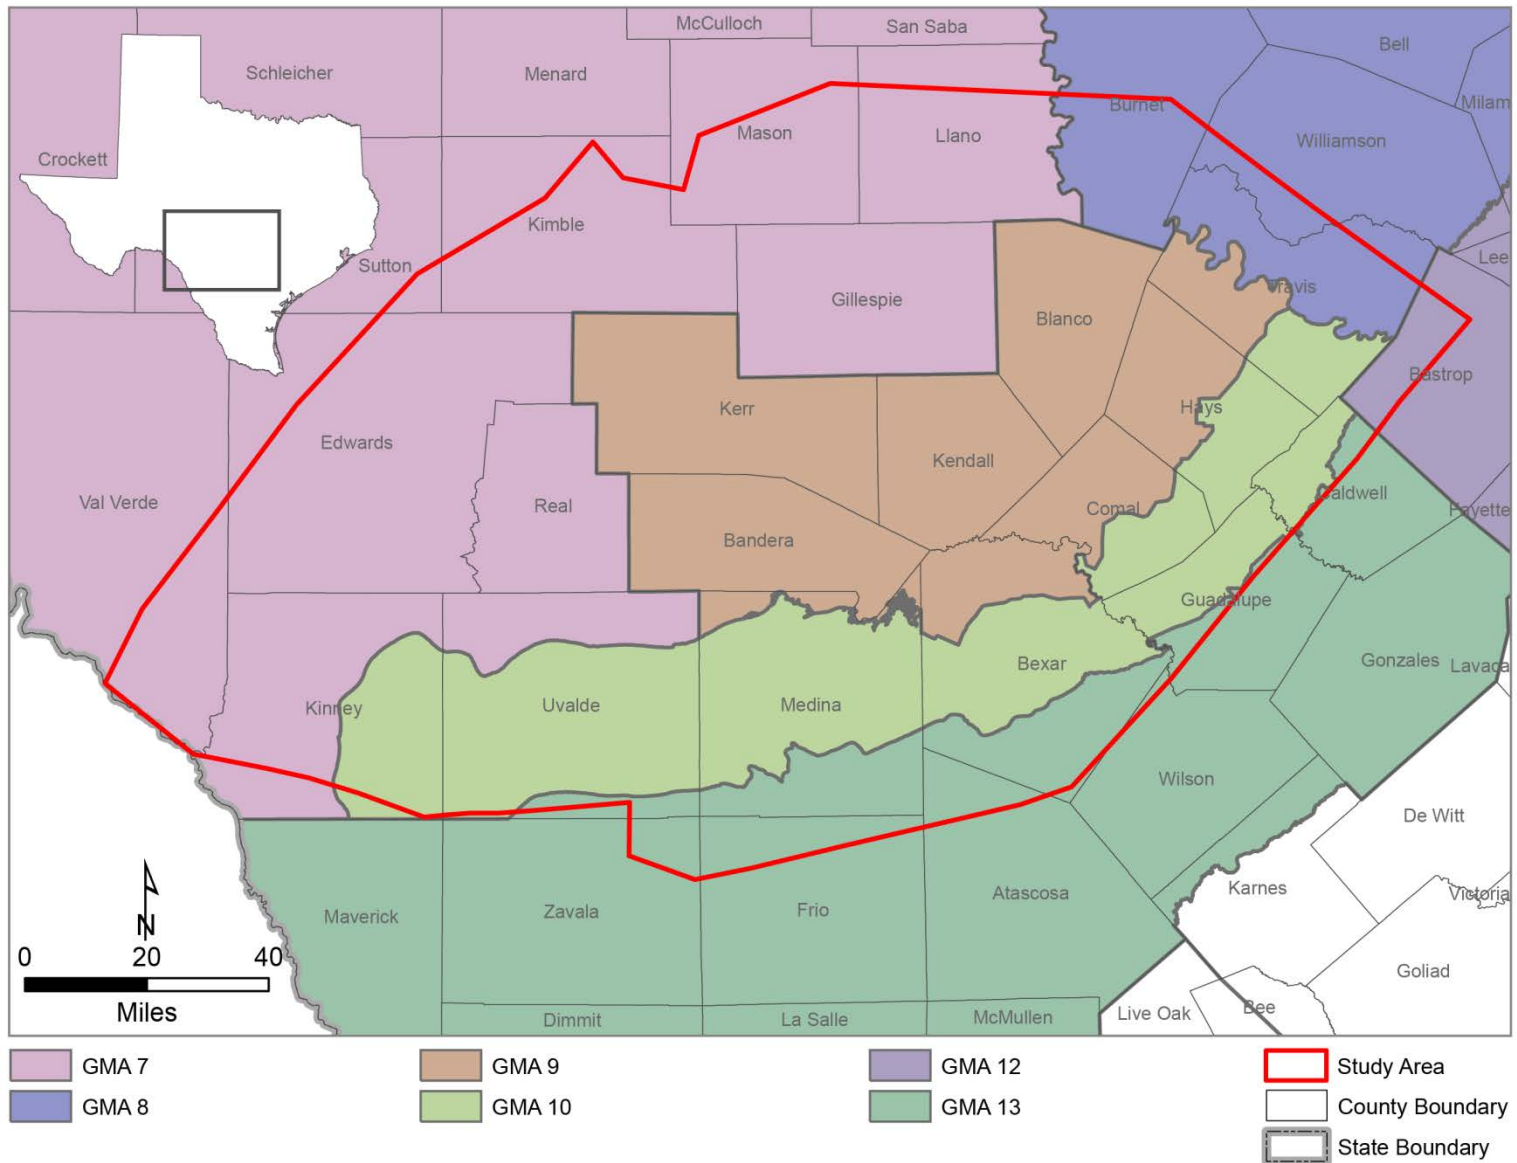 McCulloch
San Saba
Bell
Schleicher
Menard
Milam
Burnet
Mason
Llano
Williamson
Crockett
Kimble
Lee
Sutton
Travis
Gillespie
Blanco
Bastrop
Kerr
Hays
Edwards
Kendall
Caldwell
Val Verde
Real
Comal
Fayette
Bandera
Guadalupe
Bexar
Gonzales
Lavaca
Kinney
Uvalde
Medina
Wilson
De Witt
Karnes
Victoria
Atascosa
Maverick
Zavala
Frio
N
0 20 40
Miles
Goliad
Dimmit
La Salle
McMullen
Live Oak
Bee
GMA 7
GMA 9
GMA 12
Study Area
GMA 8
GMA 10
GMA 13
County Boundary
State Boundary